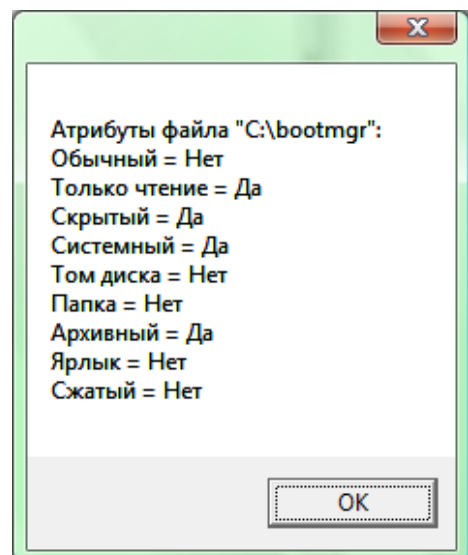 Атрибуты файла "C:\bootmgr":
Обычный = Нет
Только чтение = Да
Скрытый = Да
Системный = Да
Том диска = Нет
Папка = Нет
Архивный = Да
Ярлык = Нет
Сжатый = Нет
OK